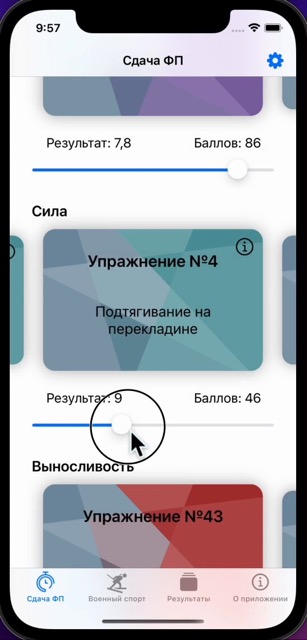 9:57
Сдача ФП
Результат: 7,8 Баллов: 86
Сила
Упражнение №4
Подтягивание на
перекладине
Результат: 9 Баллов: 46
Выносливость
Упражнение №43
Сдача ФП Военный спорт Результаты О приложении